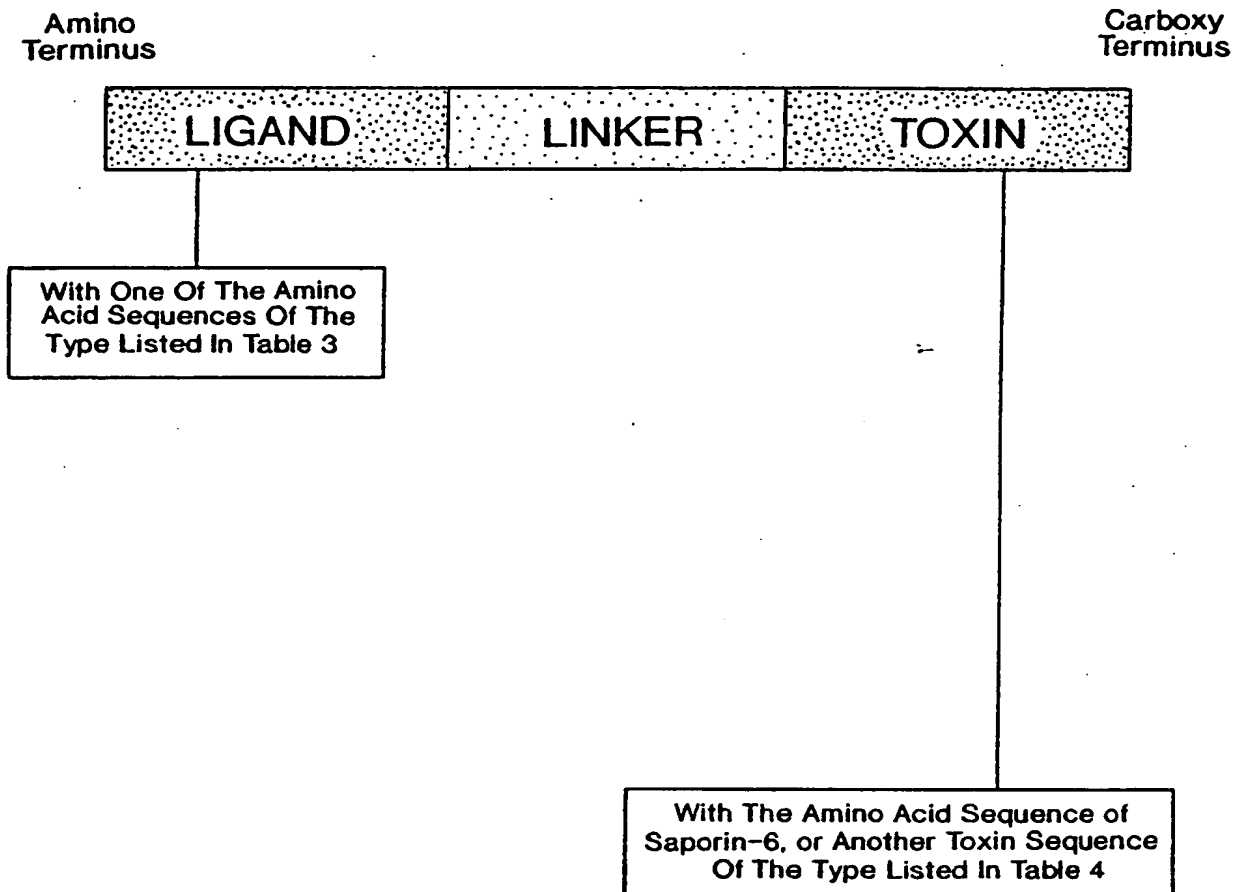 Amino
Terminus
Carboxy
Terminus
LIGAND
LINKER
TOXIN
With One Of The Amino
Acid Sequences Of The
Type Listed In Table 3
With The Amino Acid Sequence of
Saporin-6, or Another Toxin Sequence
Of The Type Listed In Table 4